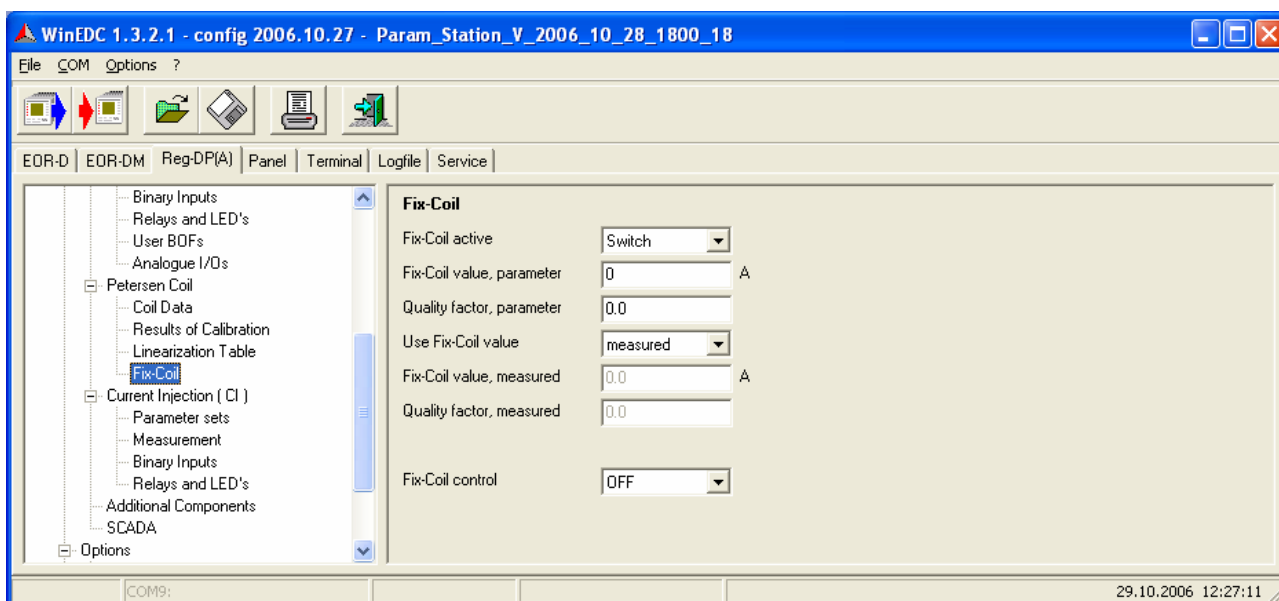 WinEDC 1.3.2.1 - config 2006.10.27 - Param_Station_V_2006_10_28_1800_18
File COM Options ?
EOR-D EOR-DM Reg-DP(A) Panel Terminal Logfile Service
Binary Inputs
Relays and LED's
User BOFs
Analogue I/Os
Petersen Coil
Coil Data
Results of Calibration
Linearization Table
Fix-Coil
Current Injection ( CI )
Parameter sets
Measurement
Binary Inputs
Relays and LED's
Additional Components
SCADA
Options
Fix-Coil
Fix-Coil active Switch
Fix-Coil value, parameter 0 A
Quality factor, parameter 0.0
Use Fix-Coil value measured
Fix-Coil value, measured 0.0 A
Quality factor, measured 0.0
Fix-Coil control OFF
COM9: 29.10.2006 12:27:11